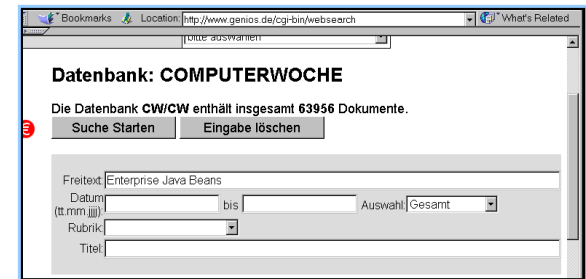 Bookmarks Location: http://www.genios.de/cgi-bin/websearch What's Related
bitte auswählen
Datenbank: COMPUTERWOCHE
Die Datenbank CW/CW enthält insgesamt 63956 Dokumente.
Suche Starten Eingabe löschen
Freitext: Enterprise Java Beans
Datum
(tt.mm.jjjj): bis Auswahl: Gesamt
Rubrik:
Titel: